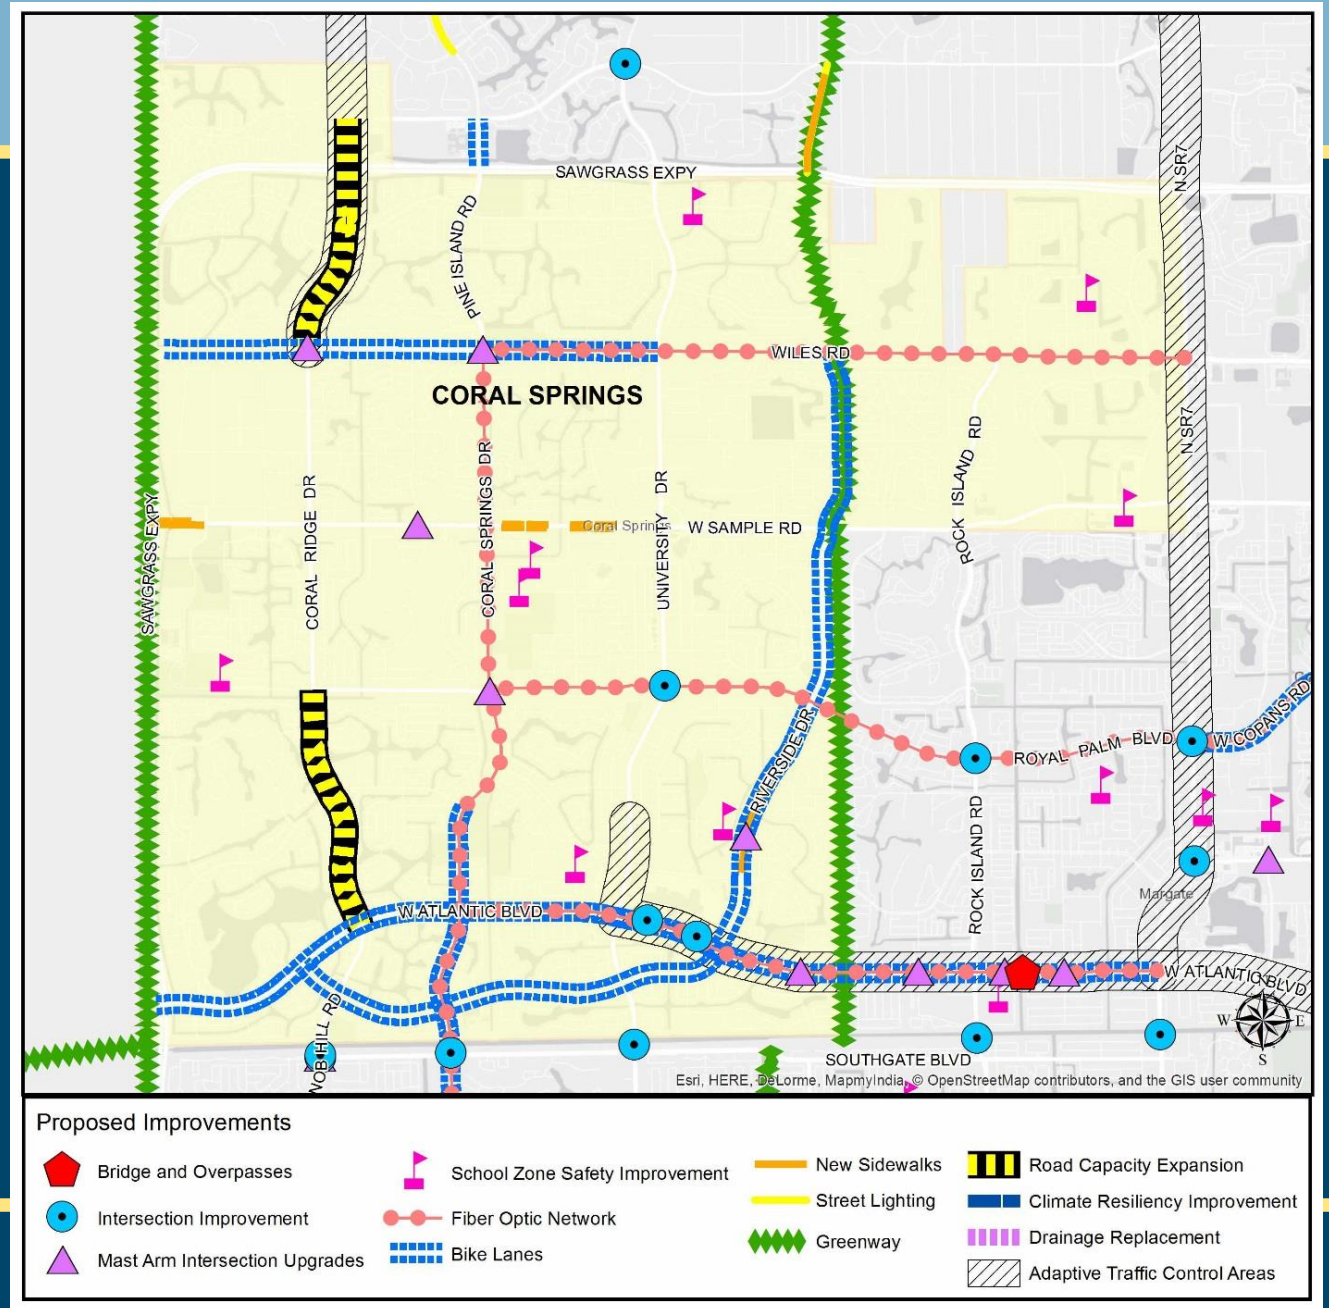 SAWGRASS EXPY
N SR7
PINE ISLAND RD
WILES RD
CORAL SPRINGS
N SR7
ROCK ISLAND RD
CORAL RIDGE DR
CORAL SPRINGS DR
UNIVERSITY DR
Coral Springs
W SAMPLE RD
SAWGRASS EXPY
W COPANS RD
ROYAL PALM BLVD
RIVERSIDE DR
ROCK ISLAND RD
Margate
W ATLANTIC BLVD
W ATLANTIC BLVD
NOB HILL RD
W E
S
SOUTHGATE BLVD
Esri, HERE, DeLorme, MapmyIndia, © OpenStreetMap contributors, and the GIS user community
Proposed Improvements
Bridge and Overpasses
Intersection Improvement
Mast Arm Intersection Upgrades
School Zone Safety Improvement
Fiber Optic Network
Bike Lanes
New Sidewalks
Street Lighting
Greenway
Road Capacity Expansion
Climate Resiliency Improvement
Drainage Replacement
Adaptive Traffic Control Areas